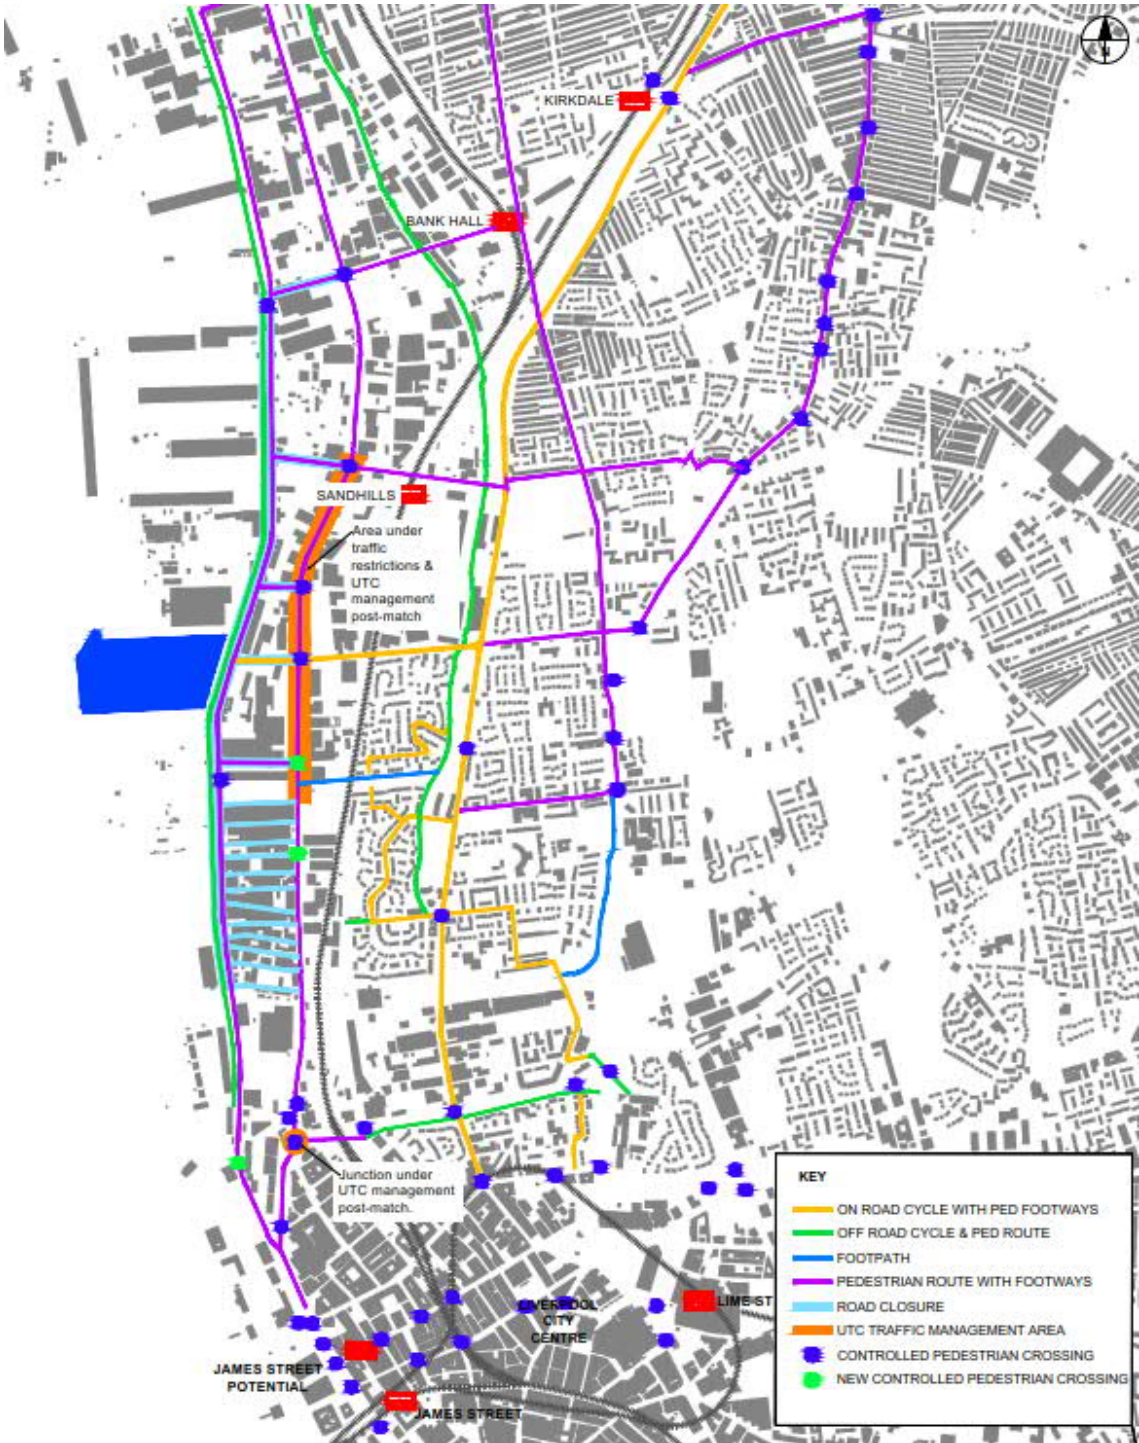 KIRKDALE
BANK HALL
SANDHILLS
Area under
traffic
restrictions &
UTC
management
post-match
Junction under
UTC management
post-match.
LIVERPOOL
CITY
CENTRE
LIME ST
JAMES STREET
POTENTIAL
JAMES STREET
KEY
ON ROAD CYCLE WITH PED FOOTWAYS
OFF ROAD CYCLE & PED ROUTE
FOOTPATH
PEDESTRIAN ROUTE WITH FOOTWAYS
ROAD CLOSURE
UTC TRAFFIC MANAGEMENT AREA
CONTROLLED PEDESTRIAN CROSSING
NEW CONTROLLED PEDESTRIAN CROSSING